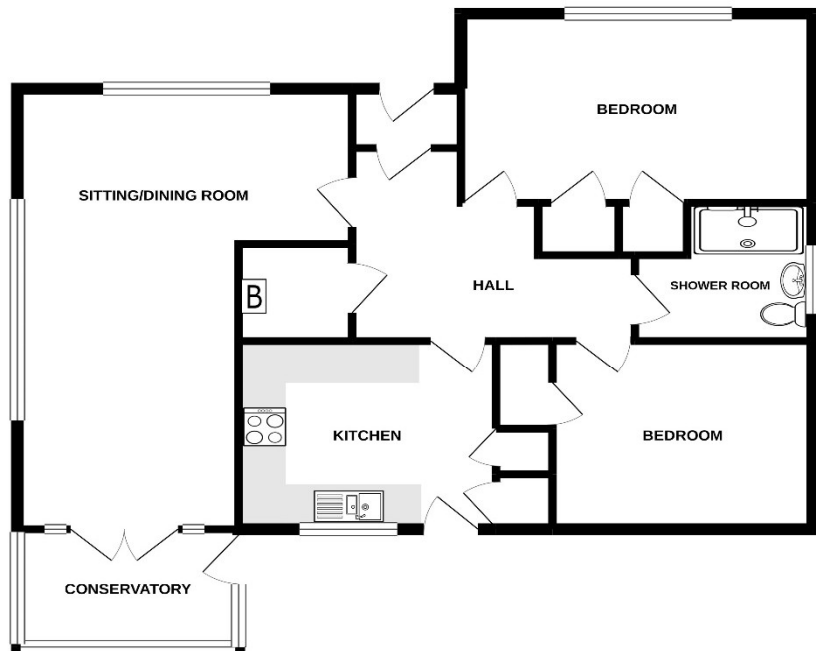 BEDROOM
SITTING/DINING ROOM
HALL
SHOWER ROOM
B
KITCHEN
BEDROOM
CONSERVATORY